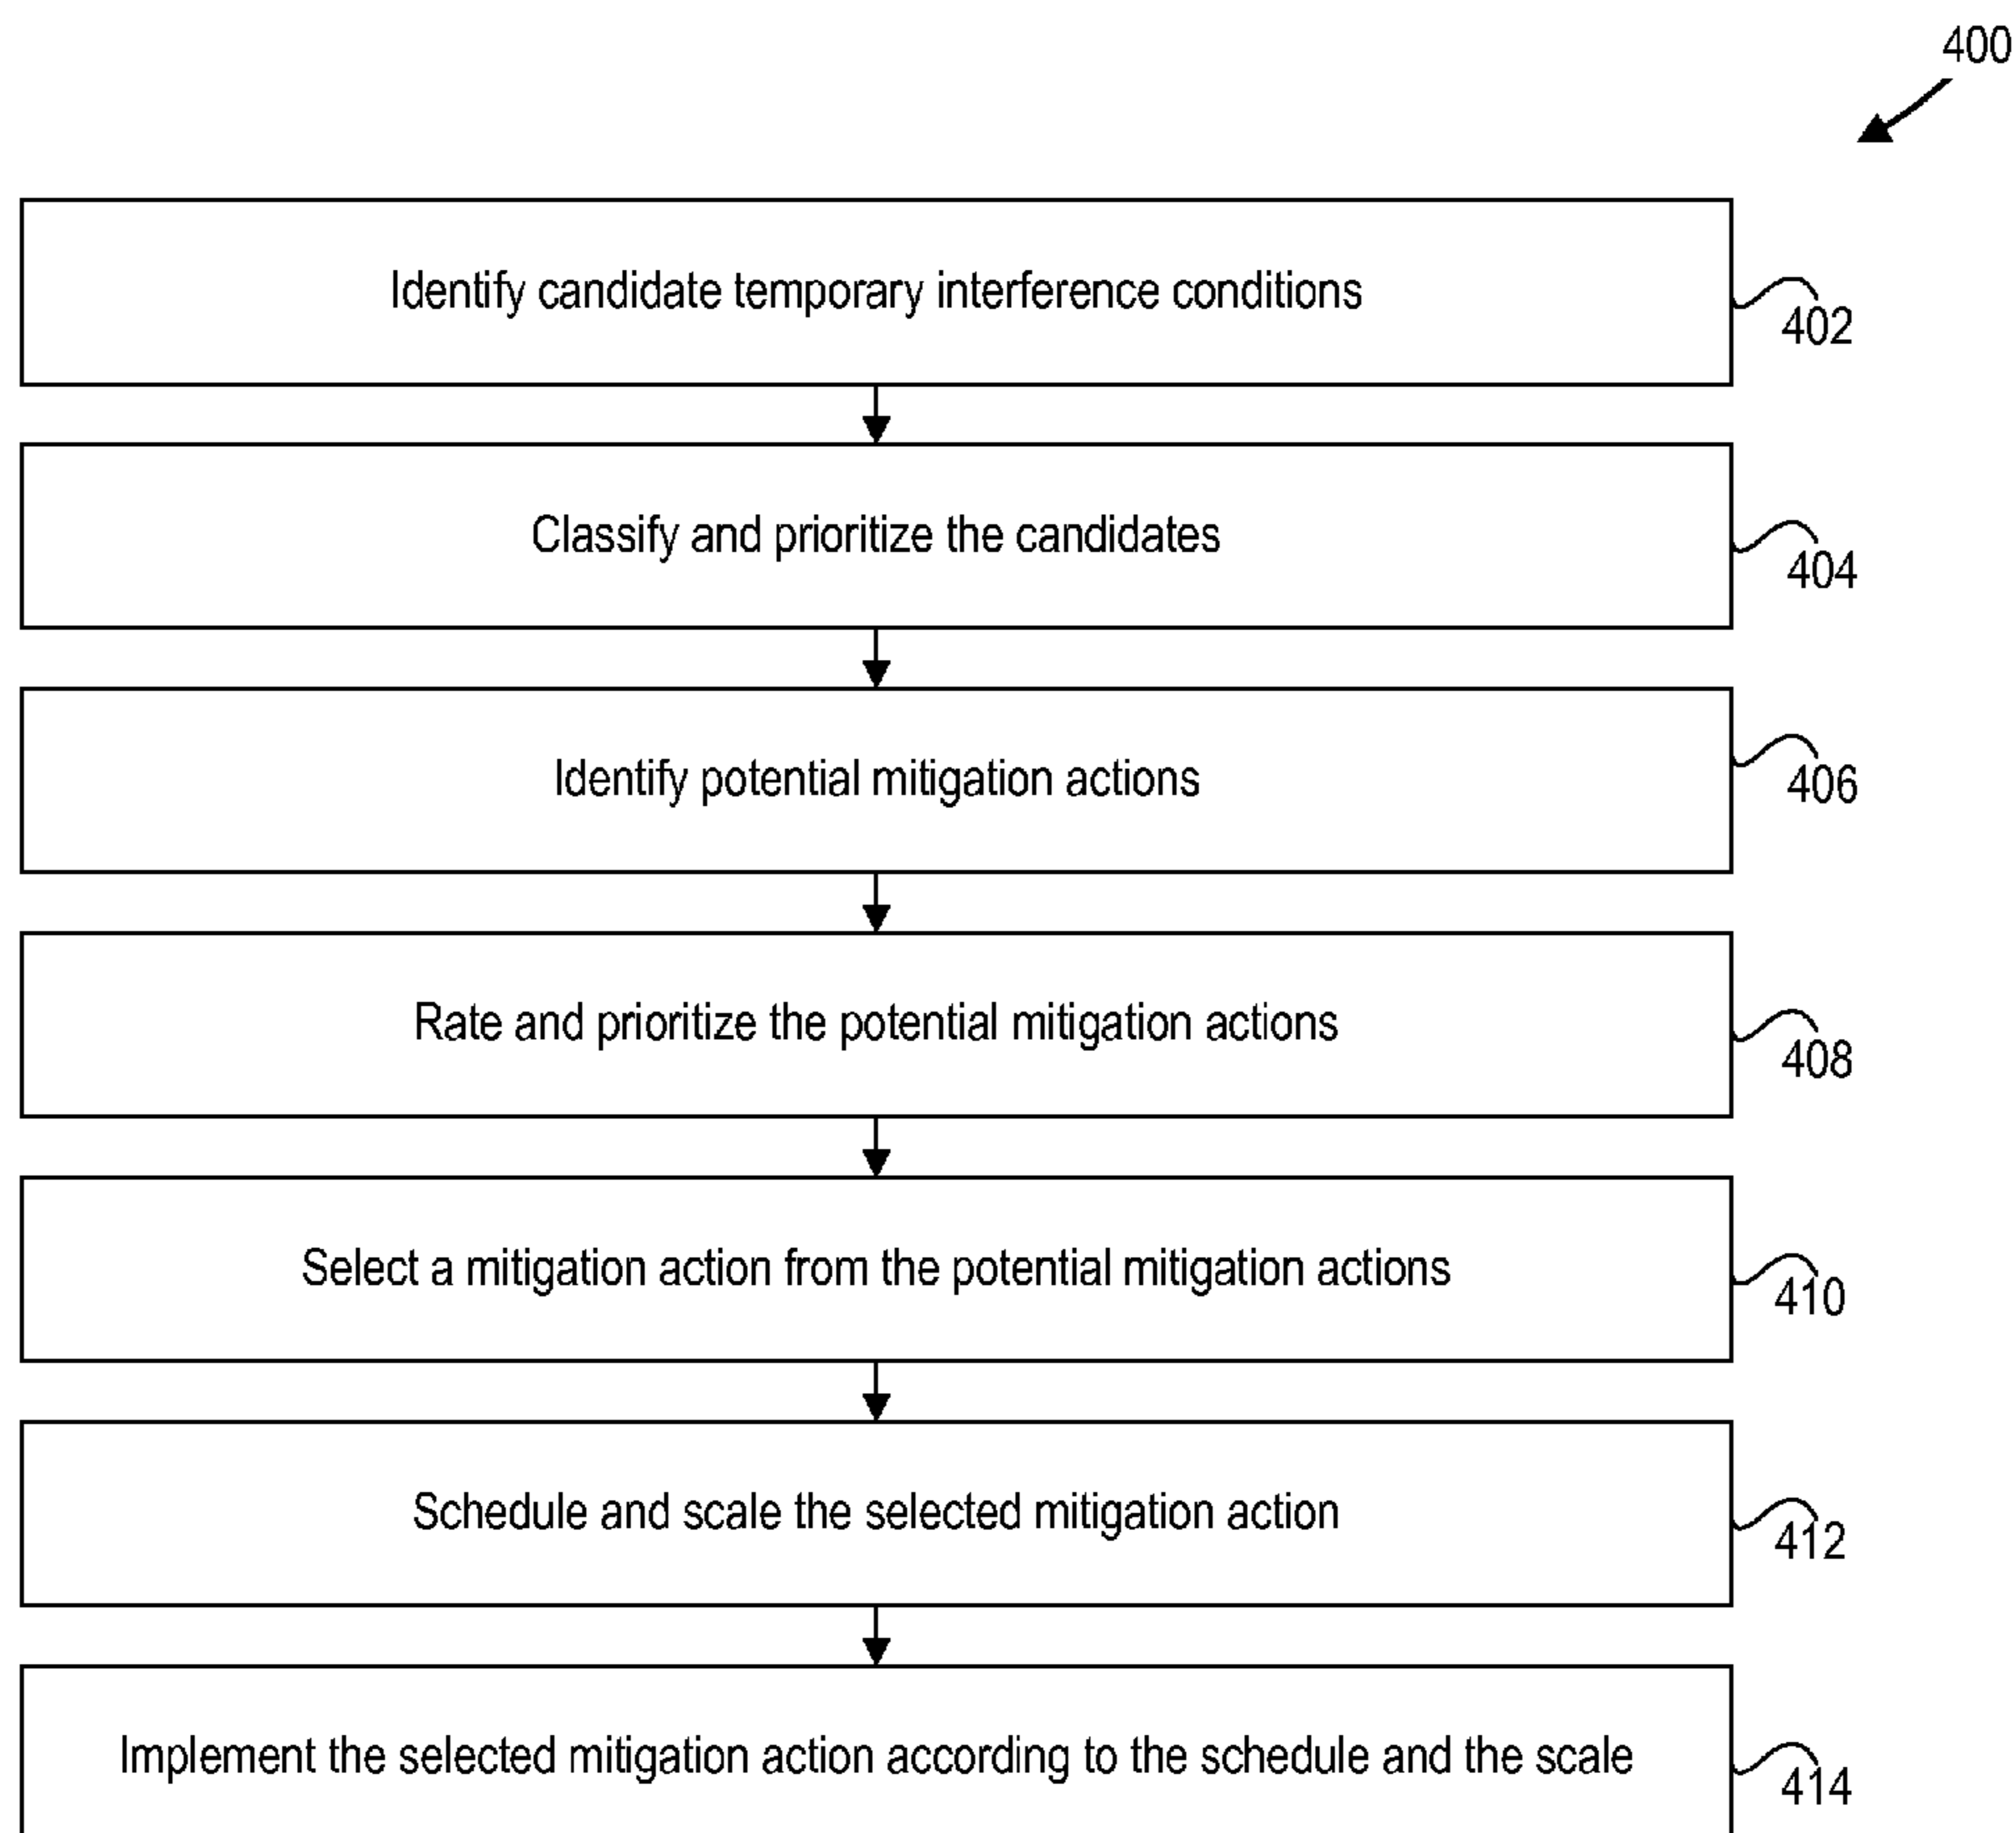 400
Identify candidate temporary interference conditions
402
Classify and prioritize the candidates
404
Identify potential mitigation actions
406
Rate and prioritize the potential mitigation actions
408
Select a mitigation action from the potential mitigation actions
410
Schedule and scale the selected mitigation action
412
Implement the selected mitigation action according to the schedule and the scale
414